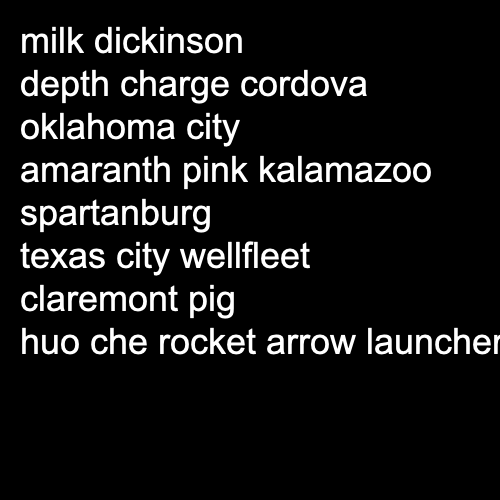 milk dickinson
depth charge cordova
oklahoma city
amaranth pink kalamazoo
spartanburg
texas city wellfleet
claremont pig
huo che rocket arrow launcher